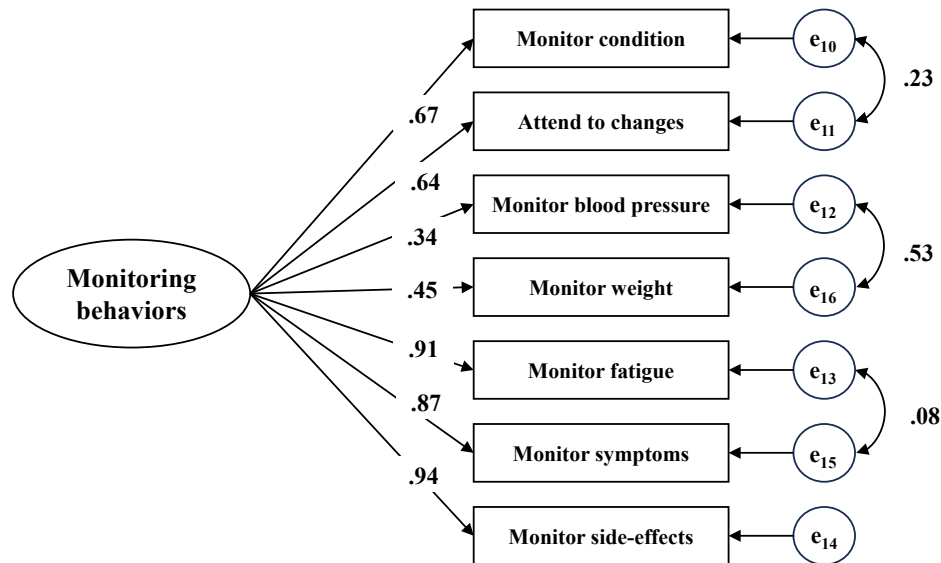 Monitor condition
e10
.23
.67
Attend to changes
e11
.64
Monitor blood pressure
e12
.34
.53
Monitoring
behaviors
.45
Monitor weight
e16
.91
Monitor fatigue
e13
.87
.08
Monitor symptoms
e15
.94
Monitor side-effects
e14